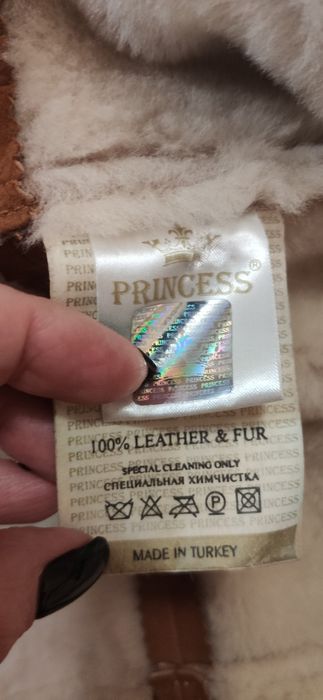 PRINCESS®
100% LEATHER & FUR
SPECIAL CLEANING ONLY
СПЕЦИАЛЬНАЯ ХИМЧИСТКА
P
MADE IN TURKEY